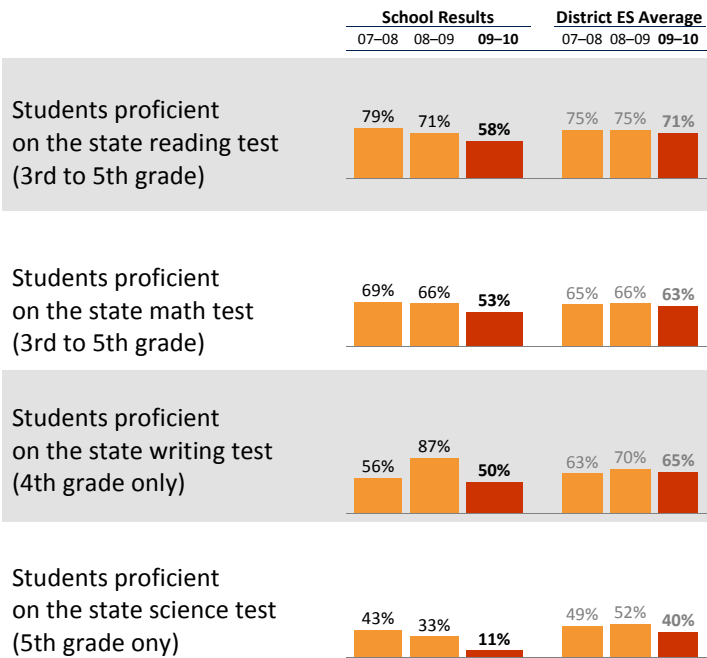 School Results District ES Average
07–08 08–09 09–10 07–08 08–09 09–10
Students proficient
on the state reading test
(3rd to 5th grade)
79% 71% 58% 75% 75% 71%
Students proficient
on the state math test
(3rd to 5th grade)
69% 66% 53% 65% 66% 63%
Students proficient
on the state writing test
(4th grade only)
56% 87% 50% 63% 70% 65%
Students proficient
on the state science test
(5th grade ony)
43% 33% 11% 49% 52% 40%